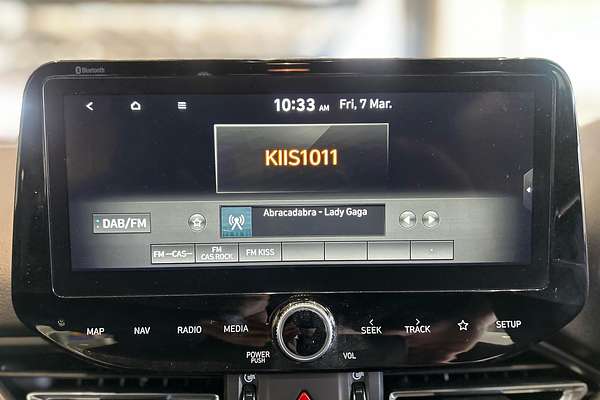 Bluetooth
10:33 AM Fri, 7 Mar.
KIIS1011
Abracadabra - Lady Gaga
: DAB/FM
FM --CAS--
FM CAS ROCK
FM KISS
MAP NAV RADIO MEDIA
SEEK TRACK SETUP
POWER PUSH
VOL